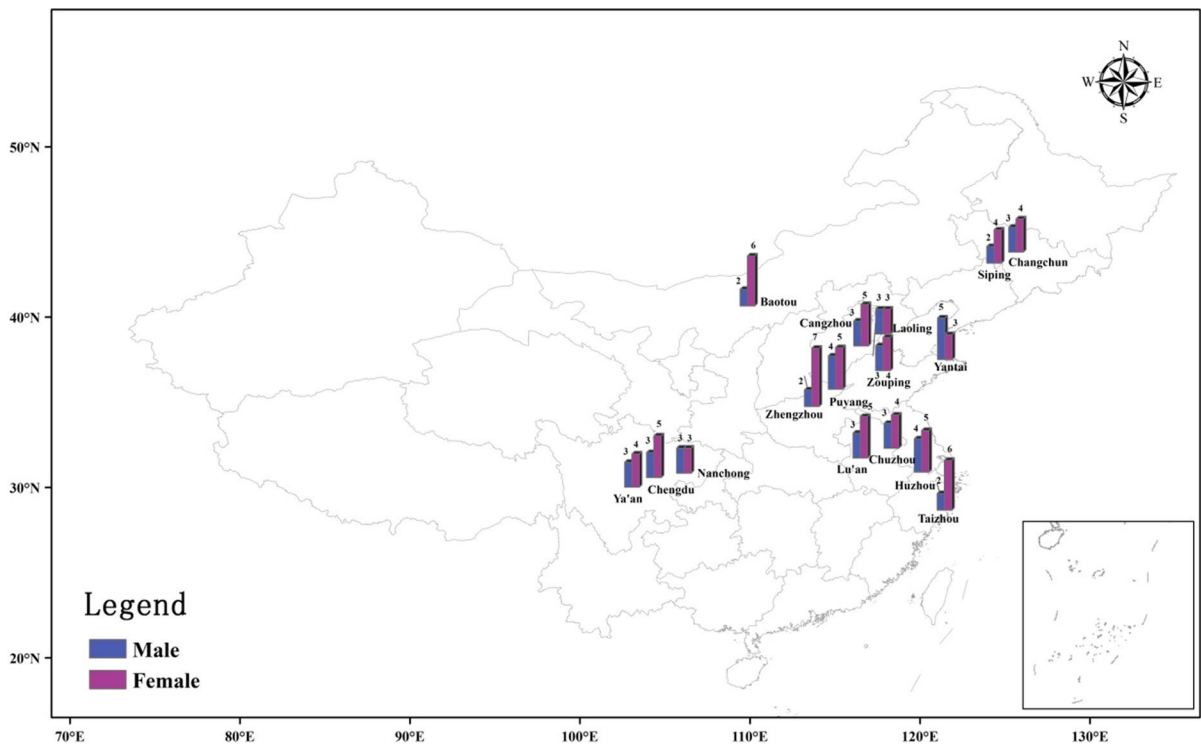 N
W E
S
50°N
40°N
30°N
20°N
2 4
Siping
3 4
Changchun
2 6
Baotou
3 5
Cangzhou
3 3
Laoling
5 3
Yantai
3 4
Zouping
2 7
Zhengzhou
4 5
Puyang
3 5
Lu'an
3 4
Chuzhou
4 5
Huzhou
2 6
Taizhou
3 4
Ya'an
3 5
Chengdu
3 3
Nanchong
Legend
Male
Female
70°E 80°E 90°E 100°E 110°E 120°E 130°E